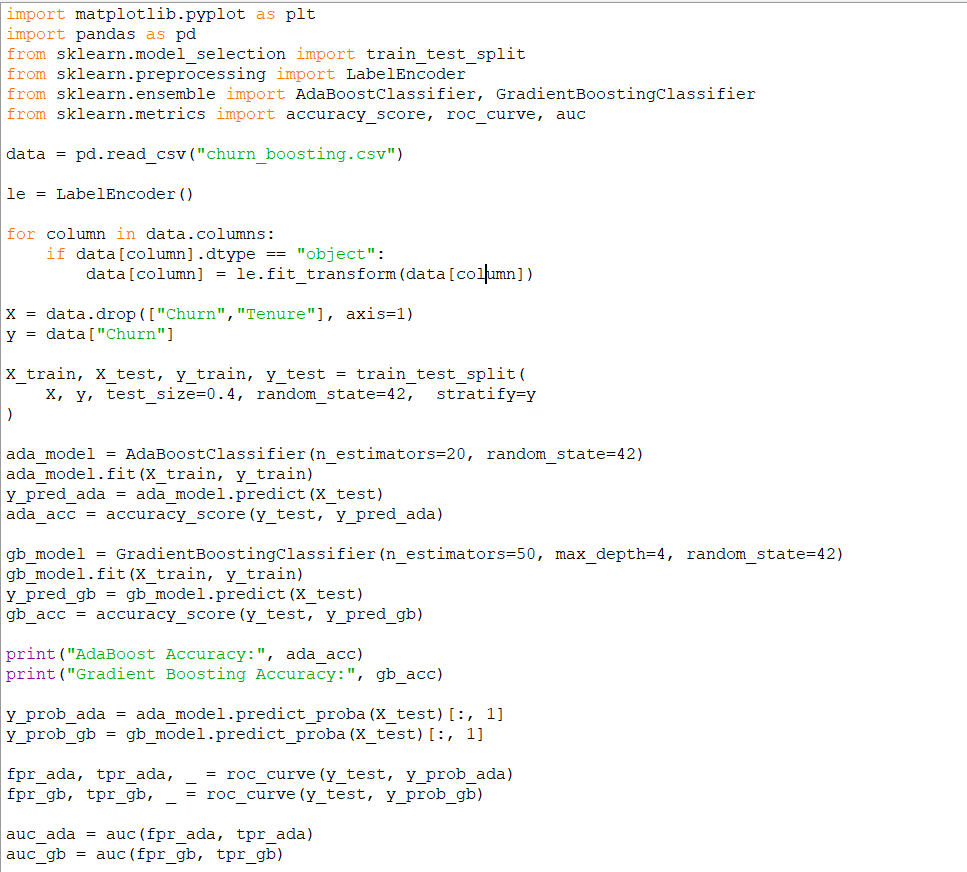 import matplotlib.pyplot as plt
import pandas as pd
from sklearn.model_selection import train_test_split
from sklearn.preprocessing import LabelEncoder
from sklearn.ensemble import AdaBoostClassifier, GradientBoostingClassifier
from sklearn.metrics import accuracy_score, roc_curve, auc

data = pd.read_csv("churn_boosting.csv")

le = LabelEncoder()

for column in data.columns:
    if data[column].dtype == "object":
        data[column] = le.fit_transform(data[column])

X = data.drop(["Churn","Tenure"], axis=1)
y = data["Churn"]

X_train, X_test, y_train, y_test = train_test_split(
    X, y, test_size=0.4, random_state=42,  stratify=y
)

ada_model = AdaBoostClassifier(n_estimators=20, random_state=42)
ada_model.fit(X_train, y_train)
y_pred_ada = ada_model.predict(X_test)
ada_acc = accuracy_score(y_test, y_pred_ada)

gb_model = GradientBoostingClassifier(n_estimators=50, max_depth=4, random_state=42)
gb_model.fit(X_train, y_train)
y_pred_gb = gb_model.predict(X_test)
gb_acc = accuracy_score(y_test, y_pred_gb)

print("AdaBoost Accuracy:", ada_acc)
print("Gradient Boosting Accuracy:", gb_acc)

y_prob_ada = ada_model.predict_proba(X_test)[:, 1]
y_prob_gb = gb_model.predict_proba(X_test)[:, 1]

fpr_ada, tpr_ada, _ = roc_curve(y_test, y_prob_ada)
fpr_gb, tpr_gb, _ = roc_curve(y_test, y_prob_gb)

auc_ada = auc(fpr_ada, tpr_ada)
auc_gb = auc(fpr_gb, tpr_gb)